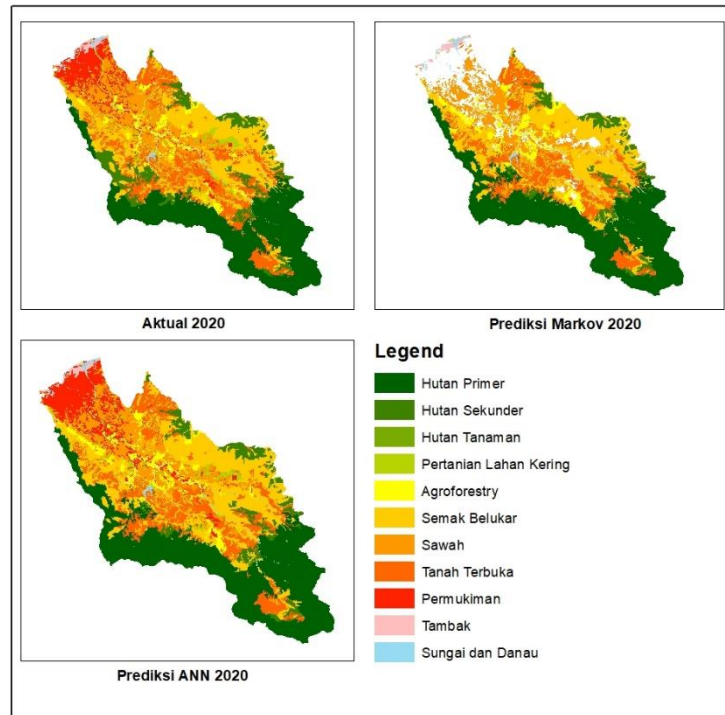 Aktual 2020
Prediksi Markov 2020
Prediksi ANN 2020
Legend
Hutan Primer
Hutan Sekunder
Hutan Tanaman
Pertanian Lahan Kering
Agroforestry
Semak Belukar
Sawah
Tanah Terbuka
Permukiman
Tambak
Sungai dan Danau